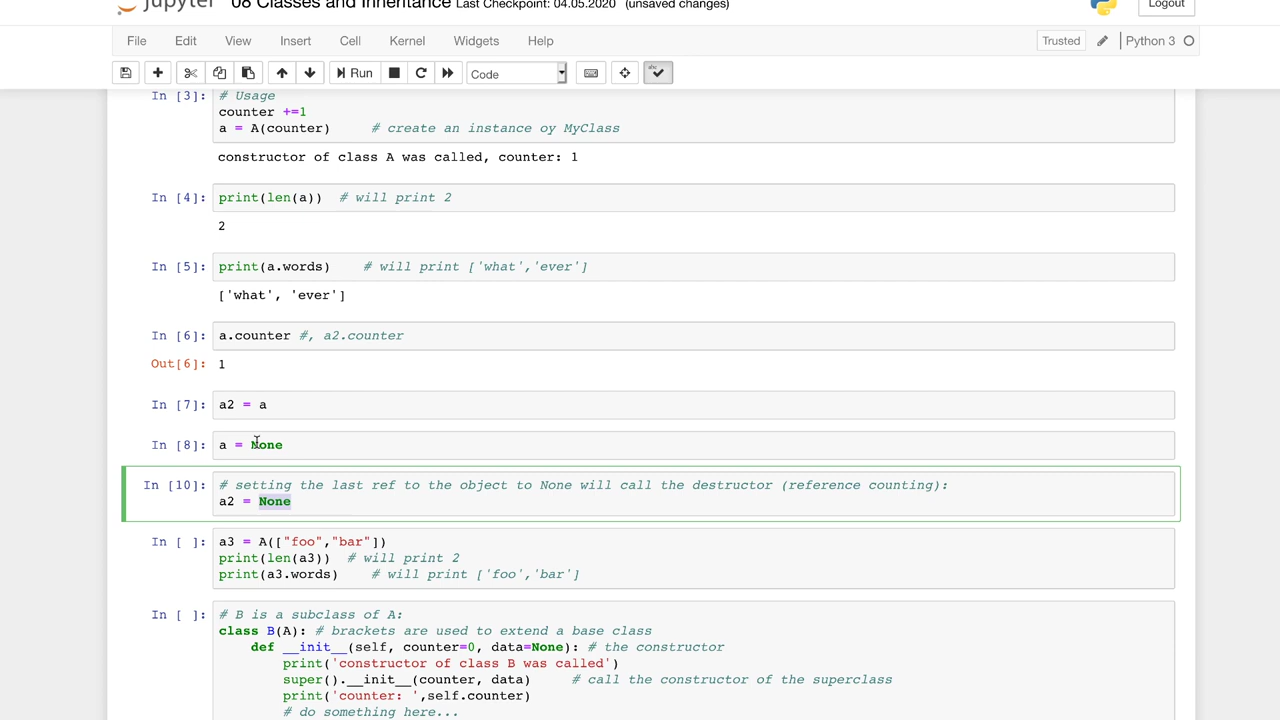 jupyter 08 Classes and Inheritance Last Checkpoint: 04.05.2020 (unsaved changes) Logout
File Edit View Insert Cell Kernel Widgets Help Trusted Python 3
Run Code abc
In [3]: # Usage
counter +=1
a = A(counter) # create an instance oy MyClass
constructor of class A was called, counter: 1
In [4]: print(len(a)) # will print 2
2
In [5]: print(a.words) # will print ['what','ever']
['what', 'ever']
In [6]: a.counter #, a2.counter
Out[6]: 1
In [7]: a2 = a
In [8]: a = None
In [10]: # setting the last ref to the object to None will call the destructor (reference counting):
a2 = None
In [ ]: a3 = A(["foo","bar"])
print(len(a3)) # will print 2
print(a3.words) # will print ['foo','bar']
In [ ]: # B is a subclass of A:
class B(A): # brackets are used to extend a base class
def __init__(self, counter=0, data=None): # the constructor
print('constructor of class B was called')
super().__init__(counter, data) # call the constructor of the superclass
print('counter: ',self.counter)
# do something here...